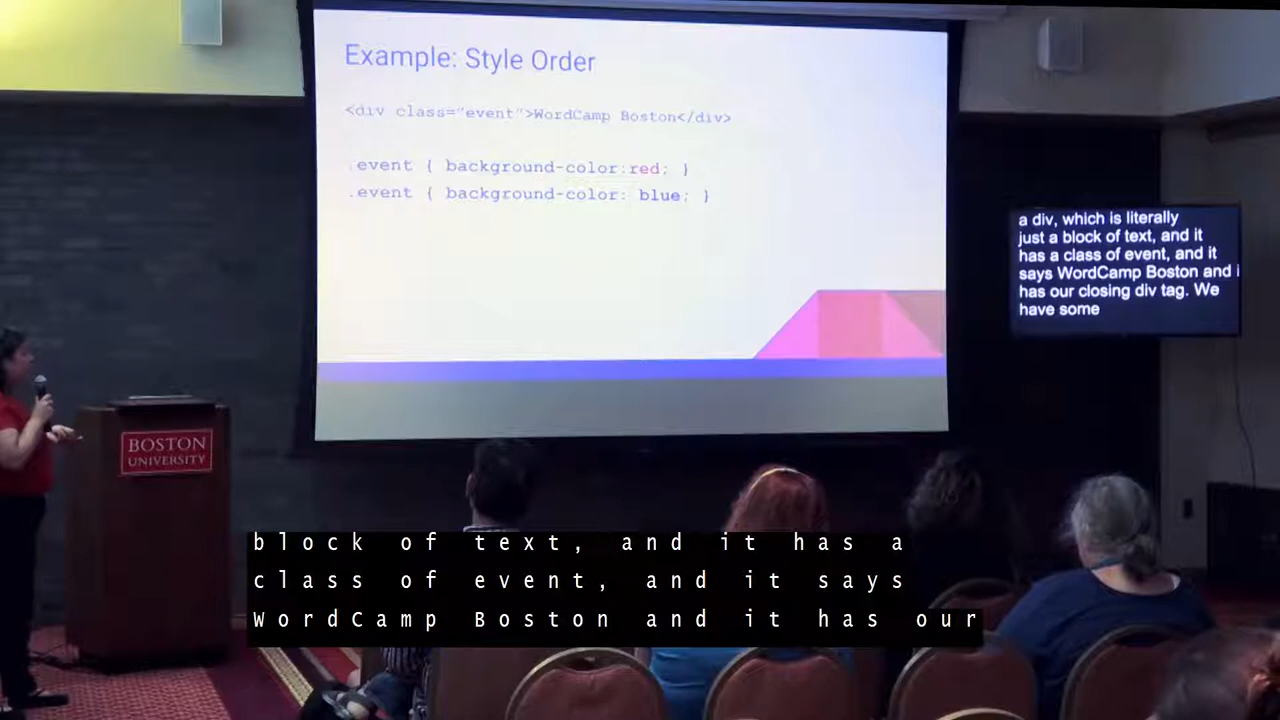 Example: Style Order
<div class="event">WordCamp Boston</div>
.event { background-color:red; }
.event { background-color: blue; }
a div, which is literally
just a block of text, and it
has a class of event, and it
says WordCamp Boston and i
has our closing div tag. We
have some
BOSTON
UNIVERSITY
block of text, and it has a
class of event, and it says
WordCamp Boston and it has our